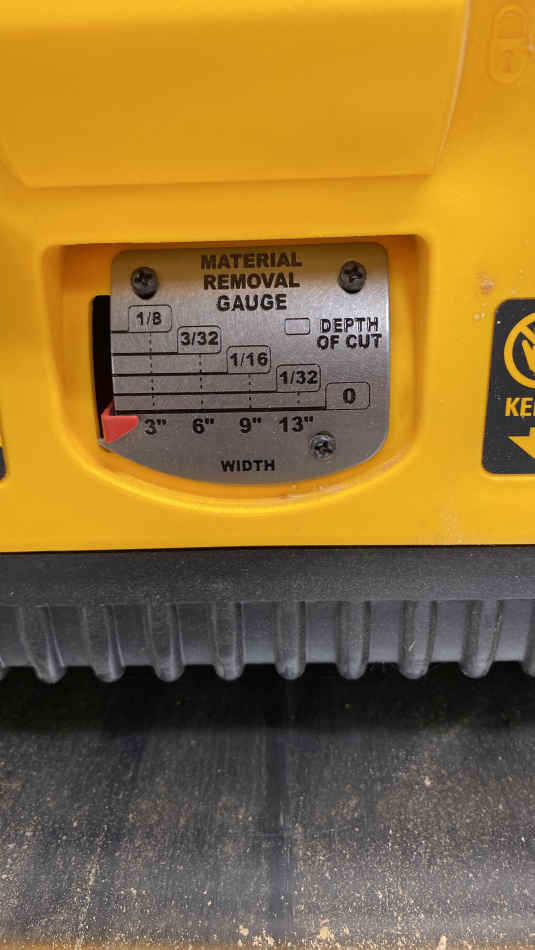 MATERIAL
REMOVAL
GAUGE
1/8
3/32
DEPTH
OF CUT
1/16
1/32
0
3" 6" 9" 13"
WIDTH